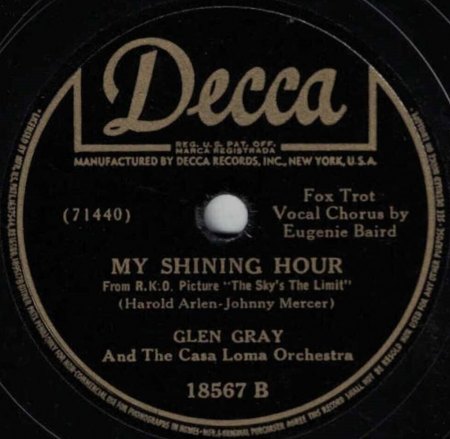 Decca
REG. U.S. PAT. OFF.
MARCA REGISTRADA
MANUFACTURED BY DECCA RECORDS, INC., NEW YORK, U.S.A.
(71440)
Fox Trot
Vocal Chorus by
Eugenie Baird
MY SHINING HOUR
From R.K.O. Picture "The Sky's The Limit"
(Harold Arlen-Johnny Mercer)
GLEN GRAY
And The Casa Loma Orchestra
18567 B